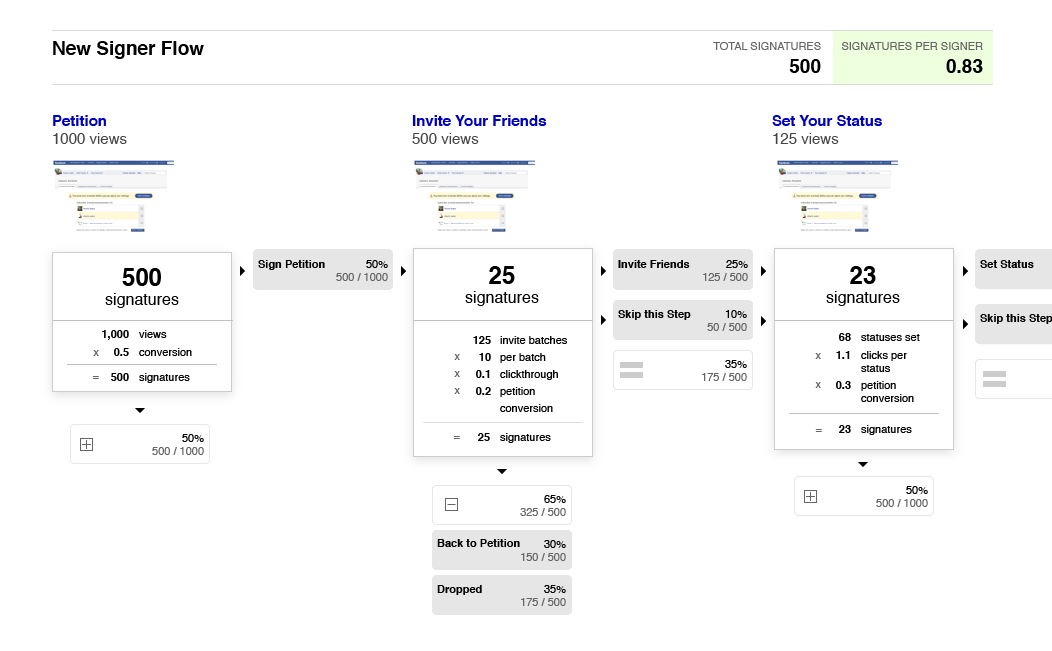 New Signer Flow
TOTAL SIGNATURES
500
SIGNATURES PER SIGNER
0.83
Petition
1000 views
500
signatures
1,000 views
x 0.5 conversion
= 500 signatures
50%
500 / 1000
Sign Petition 50%
500 / 1000
Invite Your Friends
500 views
25
signatures
125 invite batches
x 10 per batch
x 0.1 clickthrough
x 0.2 petition
conversion
= 25 signatures
65%
325 / 500
Back to Petition 30%
150 / 500
Dropped 35%
175 / 500
Invite Friends 25%
125 / 500
Skip this Step 10%
50 / 500
35%
175 / 500
Set Your Status
125 views
23
signatures
68 statuses set
x 1.1 clicks per
status
x 0.3 petition
conversion
= 23 signatures
50%
500 / 1000
Set Status
Skip this Step